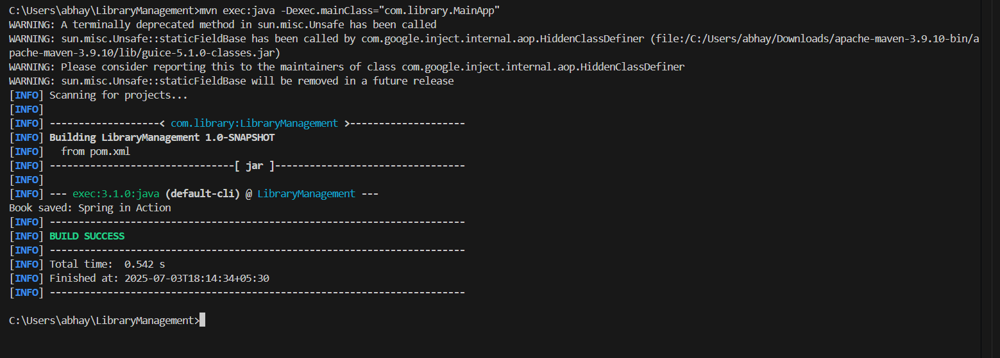 C:\Users\abhay\LibraryManagement>mvn exec:java -Dexec.mainClass="com.library.MainApp"
WARNING: A terminally deprecated method in sun.misc.Unsafe has been called
WARNING: sun.misc.Unsafe::staticFieldBase has been called by com.google.inject.internal.aop.HiddenClassDefiner (file:/C:/Users/abhay/Downloads/apache-maven-3.9.10-bin/a
pache-maven-3.9.10/lib/guice-5.1.0-classes.jar)
WARNING: Please consider reporting this to the maintainers of class com.google.inject.internal.aop.HiddenClassDefiner
WARNING: sun.misc.Unsafe::staticFieldBase will be removed in a future release
[INFO] Scanning for projects...
[INFO]
[INFO] -------------------< com.library:LibraryManagement >--------------------
[INFO] Building LibraryManagement 1.0-SNAPSHOT
[INFO]   from pom.xml
[INFO] --------------------------------[ jar ]---------------------------------
[INFO]
[INFO] --- exec:3.1.0:java (default-cli) @ LibraryManagement ---
Book saved: Spring in Action
[INFO] ------------------------------------------------------------------------
[INFO] BUILD SUCCESS
[INFO] ------------------------------------------------------------------------
[INFO] Total time:  0.542 s
[INFO] Finished at: 2025-07-03T18:14:34+05:30
[INFO] ------------------------------------------------------------------------
C:\Users\abhay\LibraryManagement>